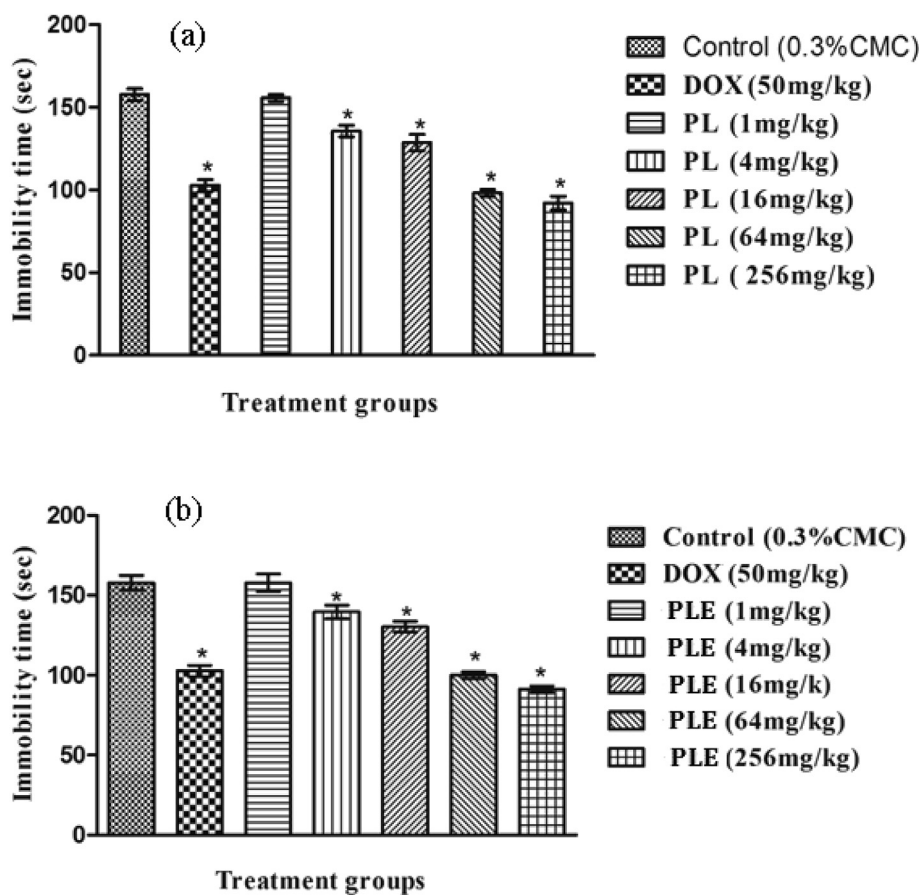 (a)
200
150
100
50
0
Immobility time (sec)
*
*
*
*
*
Treatment groups
Control (0.3%CMC)
DOX (50mg/kg)
PL (1mg/kg)
PL (4mg/kg)
PL (16mg/kg)
PL (64mg/kg)
PL ( 256mg/kg)
(b)
200
150
100
50
0
Immobility time (sec)
*
*
*
*
*
Treatment groups
Control (0.3%CMC)
DOX (50mg/kg)
PLE (1mg/kg)
PLE (4mg/kg)
PLE (16mg/k)
PLE (64mg/kg)
PLE (256mg/kg)